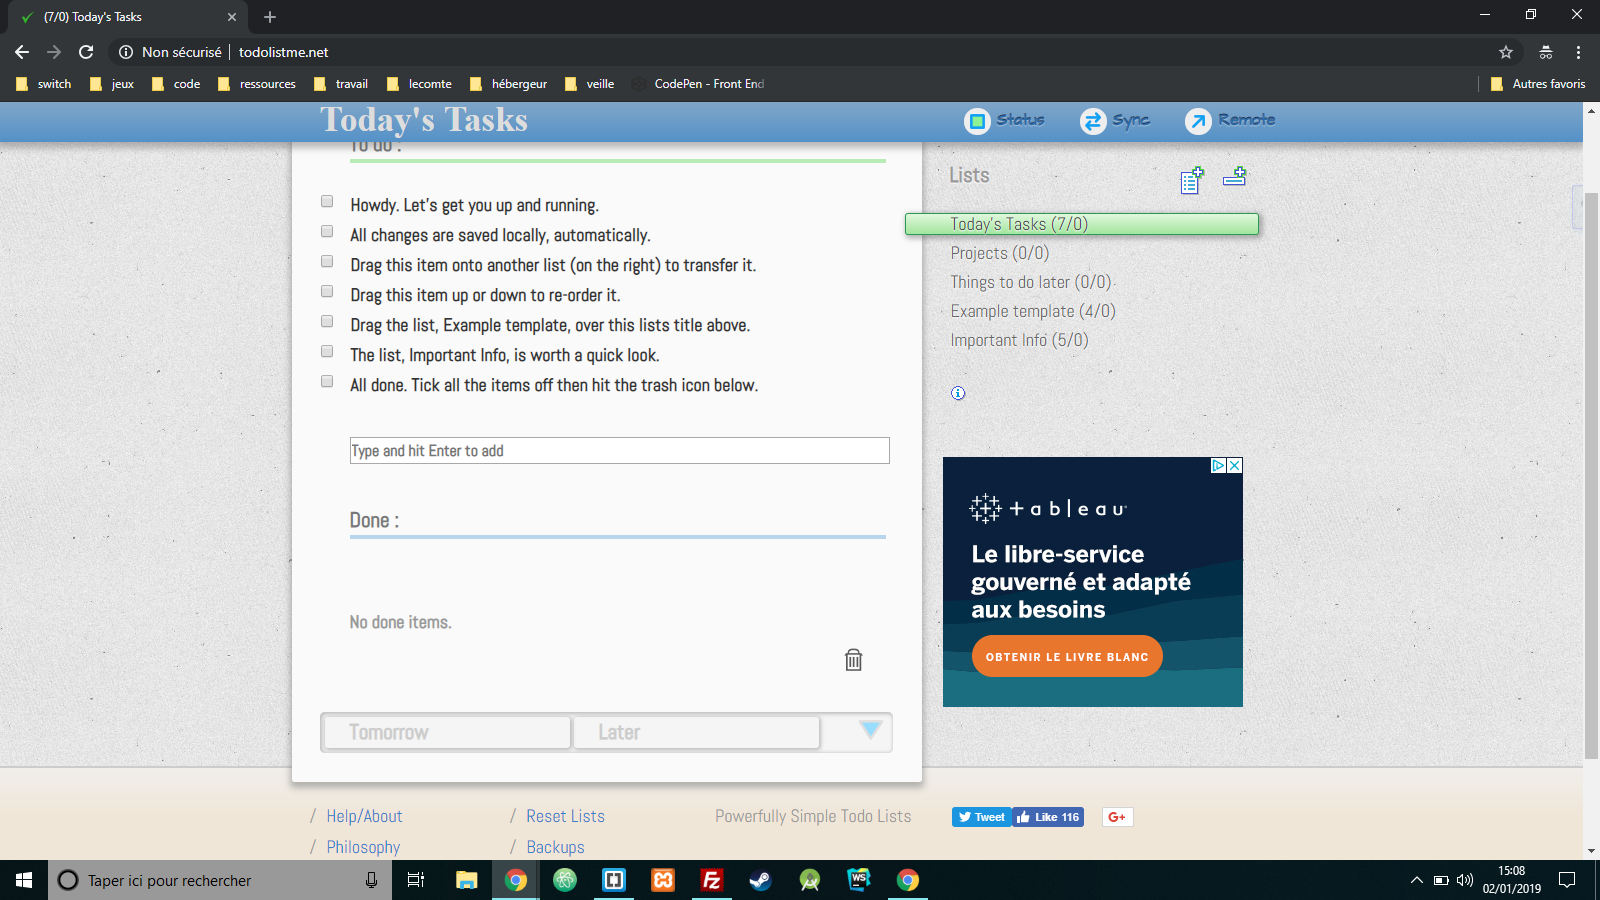 (7/0) Today's Tasks
Non sécurisé
todolistme.net
switch
jeux
code
ressources
travail
lecomte
hébergeur
veille
CodePen - Front End
Autres favoris
Today's Tasks
Status
Sync
Remote
To do :
Howdy. Let's get you up and running.
All changes are saved locally, automatically.
Drag this item onto another list (on the right) to transfer it.
Drag this item up or down to re-order it.
Drag the list, Example template, over this lists title above.
The list, Important Info, is worth a quick look.
All done. Tick all the items off then hit the trash icon below.
Type and hit Enter to add
Done :
No done items.
Tomorrow
Later
Lists
Today's Tasks (7/0)
Projects (0/0)
Things to do later (0/0)
Example template (4/0)
Important Info (5/0)
+ableau
Le libre-service
gouverné et adapté
aux besoins
OBTENIR LE LIVRE BLANC
/ Help/About
/ Reset Lists
Powerfully Simple Todo Lists
Tweet
Like 116
G+
/ Philosophy
/ Backups
Taper ici pour rechercher
FZ
WS
15:08
02/01/2019